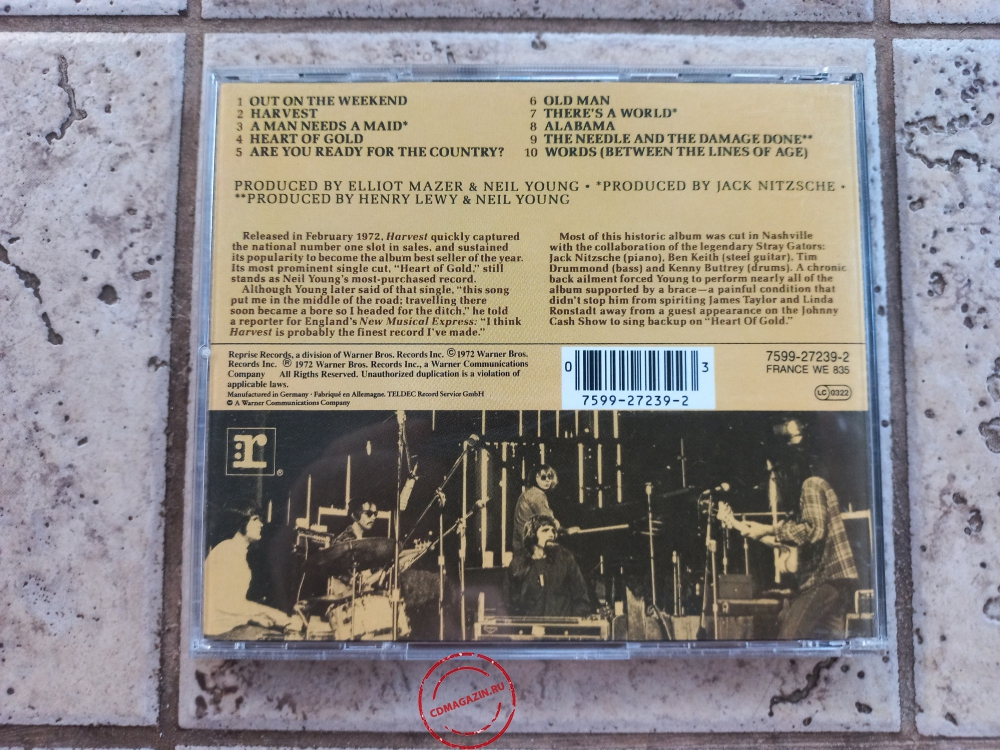 1 OUT ON THE WEEKEND
2 HARVEST
3 A MAN NEEDS A MAID*
4 HEART OF GOLD
5 ARE YOU READY FOR THE COUNTRY?
6 OLD MAN
7 THERE'S A WORLD*
8 ALABAMA
9 THE NEEDLE AND THE DAMAGE DONE**
10 WORDS (BETWEEN THE LINES OF AGE)
PRODUCED BY ELLIOT MAZER & NEIL YOUNG • *PRODUCED BY JACK NITZSCHE •
**PRODUCED BY HENRY LEWY & NEIL YOUNG
Released in February 1972, Harvest quickly captured
the national number one slot in sales, and sustained
its popularity to become the album best seller of the year.
Its most prominent single cut, "Heart of Gold," still
stands as Neil Young's most-purchased record.
Although Young later said of that single, "this song
put me in the middle of the road; travelling there
soon became a bore so I headed for the ditch," he told
a reporter for England's New Musical Express: "I think
Harvest is probably the finest record I've made."
Most of this historic album was cut in Nashville
with the collaboration of the legendary Stray Gators:
Jack Nitzsche (piano), Ben Keith (steel guitar), Tim
Drummond (bass) and Kenny Buttrey (drums). A chronic
back ailment forced Young to perform nearly all of the
album supported by a brace—a painful condition that
didn't stop him from spiriting James Taylor and Linda
Ronstadt away from a guest appearance on the Johnny
Cash Show to sing backup on "Heart Of Gold."
Reprise Records, a division of Warner Bros. Records Inc. ©1972 Warner Bros.
Records Inc. ℗ 1972 Warner Bros. Records Inc., a Warner Communications
Company All Rigths Reserved. Unauthorized duplication is a violation of
applicable laws.
Manufactured in Germany · Fabriqué en Allemagne. TELDEC Record Service GmbH
© A Warner Communications Company
0 3
7599-27239-2
7599-27239-2
FRANCE WE 835
LC 0322
r ®
CDMAGAZIN.RU